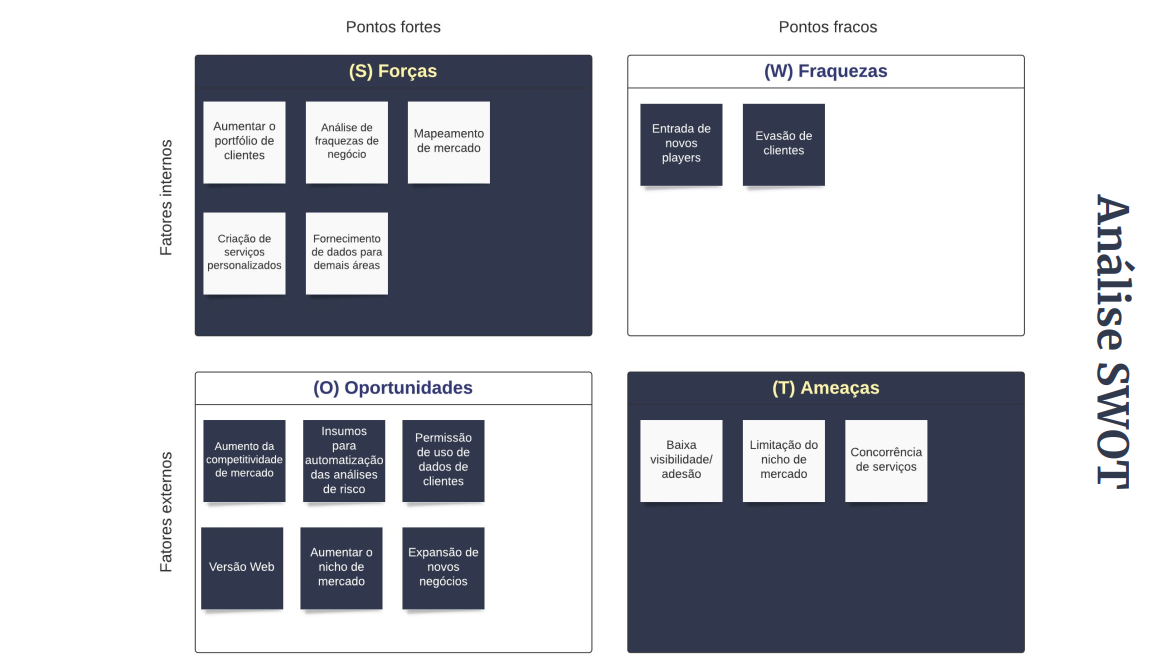 Pontos fortes
Pontos fracos
(S) Forças
(W) Fraquezas
Fatores internos
Aumentar o
portfólio de
clientes
Análise de
fraquezas de
negócio
Mapeamento
de mercado
Criação de
serviços
personalizados
Fornecimento
de dados para
demais áreas
Entrada de
novos
players
Evasão de
clientes
Análise SWOT
(O) Oportunidades
(T) Ameaças
Fatores externos
Aumento da
competitividade
de mercado
Insumos
para
automatização
das análises
de risco
Permissão
de uso de
dados de
clientes
Versão Web
Aumentar o
nicho de
mercado
Expansão de
novos
negócios
Baixa
visibilidade/
adesão
Limitação do
nicho de
mercado
Concorrência
de serviços